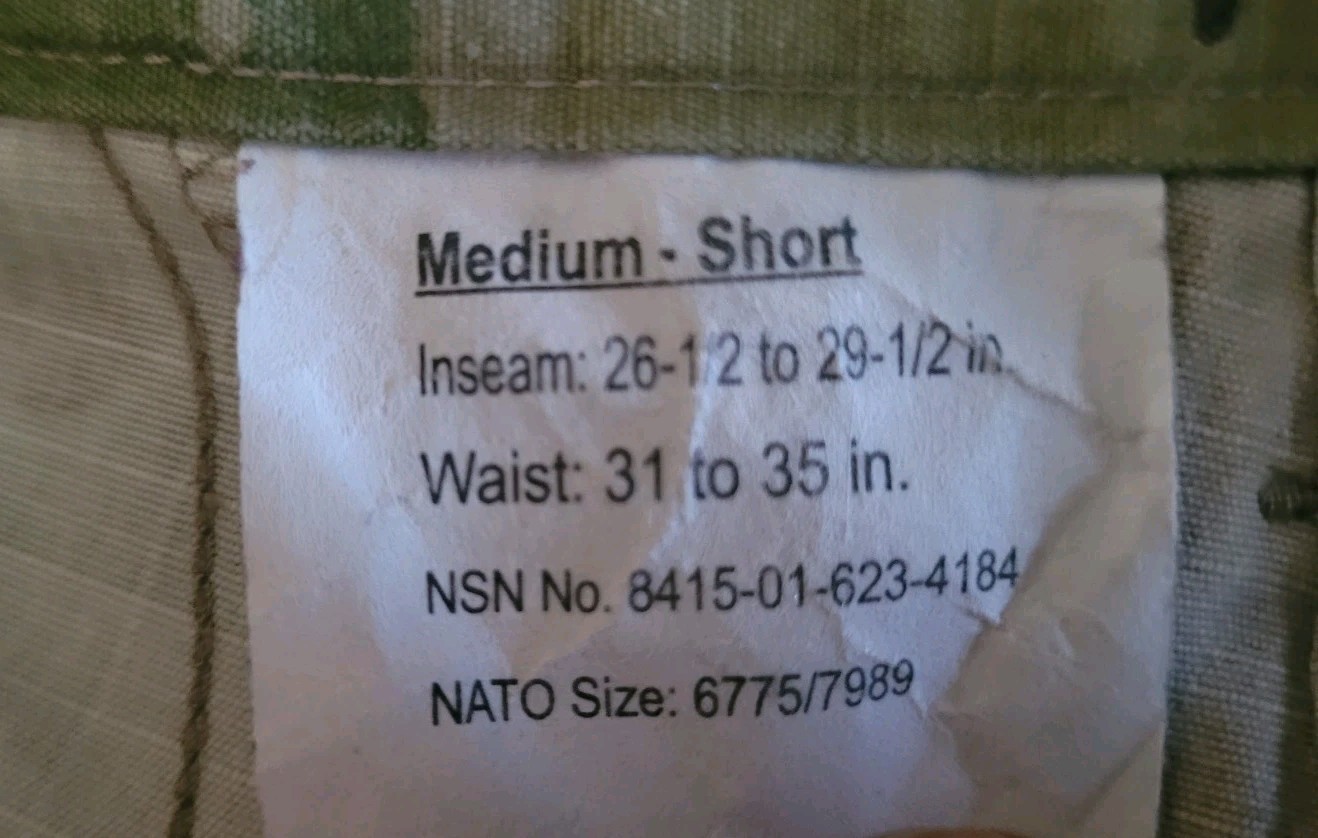 Medium - Short
Inseam: 26-1/2 to 29-1/2 in.
Waist: 31 to 35 in.
NSN No. 8415-01-623-4184
NATO Size: 6775/7989